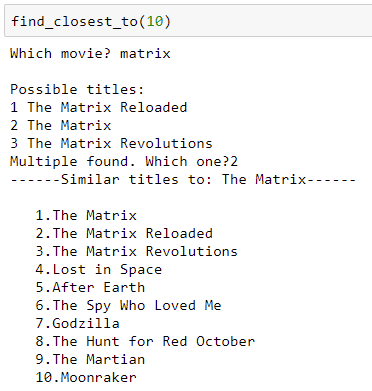 find_closest_to(10)
Which movie? matrix
Possible titles:
1 The Matrix Reloaded
2 The Matrix
3 The Matrix Revolutions
Multiple found. Which one?2
------Similar titles to: The Matrix------
1.The Matrix
2.The Matrix Reloaded
3.The Matrix Revolutions
4.Lost in Space
5.After Earth
6.The Spy Who Loved Me
7.Godzilla
8.The Hunt for Red October
9.The Martian
10.Moonraker